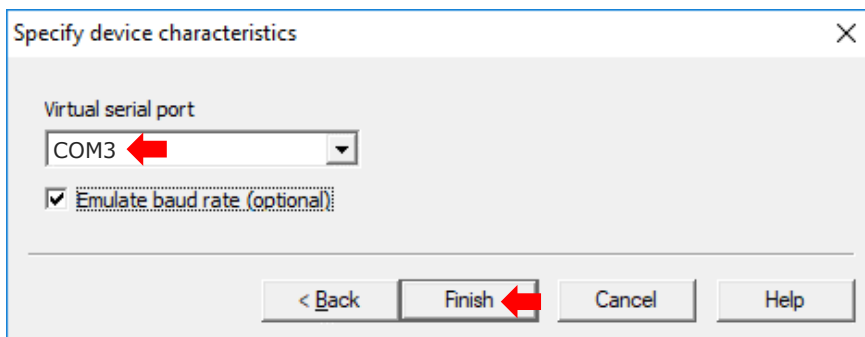 Specify device characteristics
Virtual serial port
COM3
Emulate baud rate (optional)
< Back Finish Cancel Help